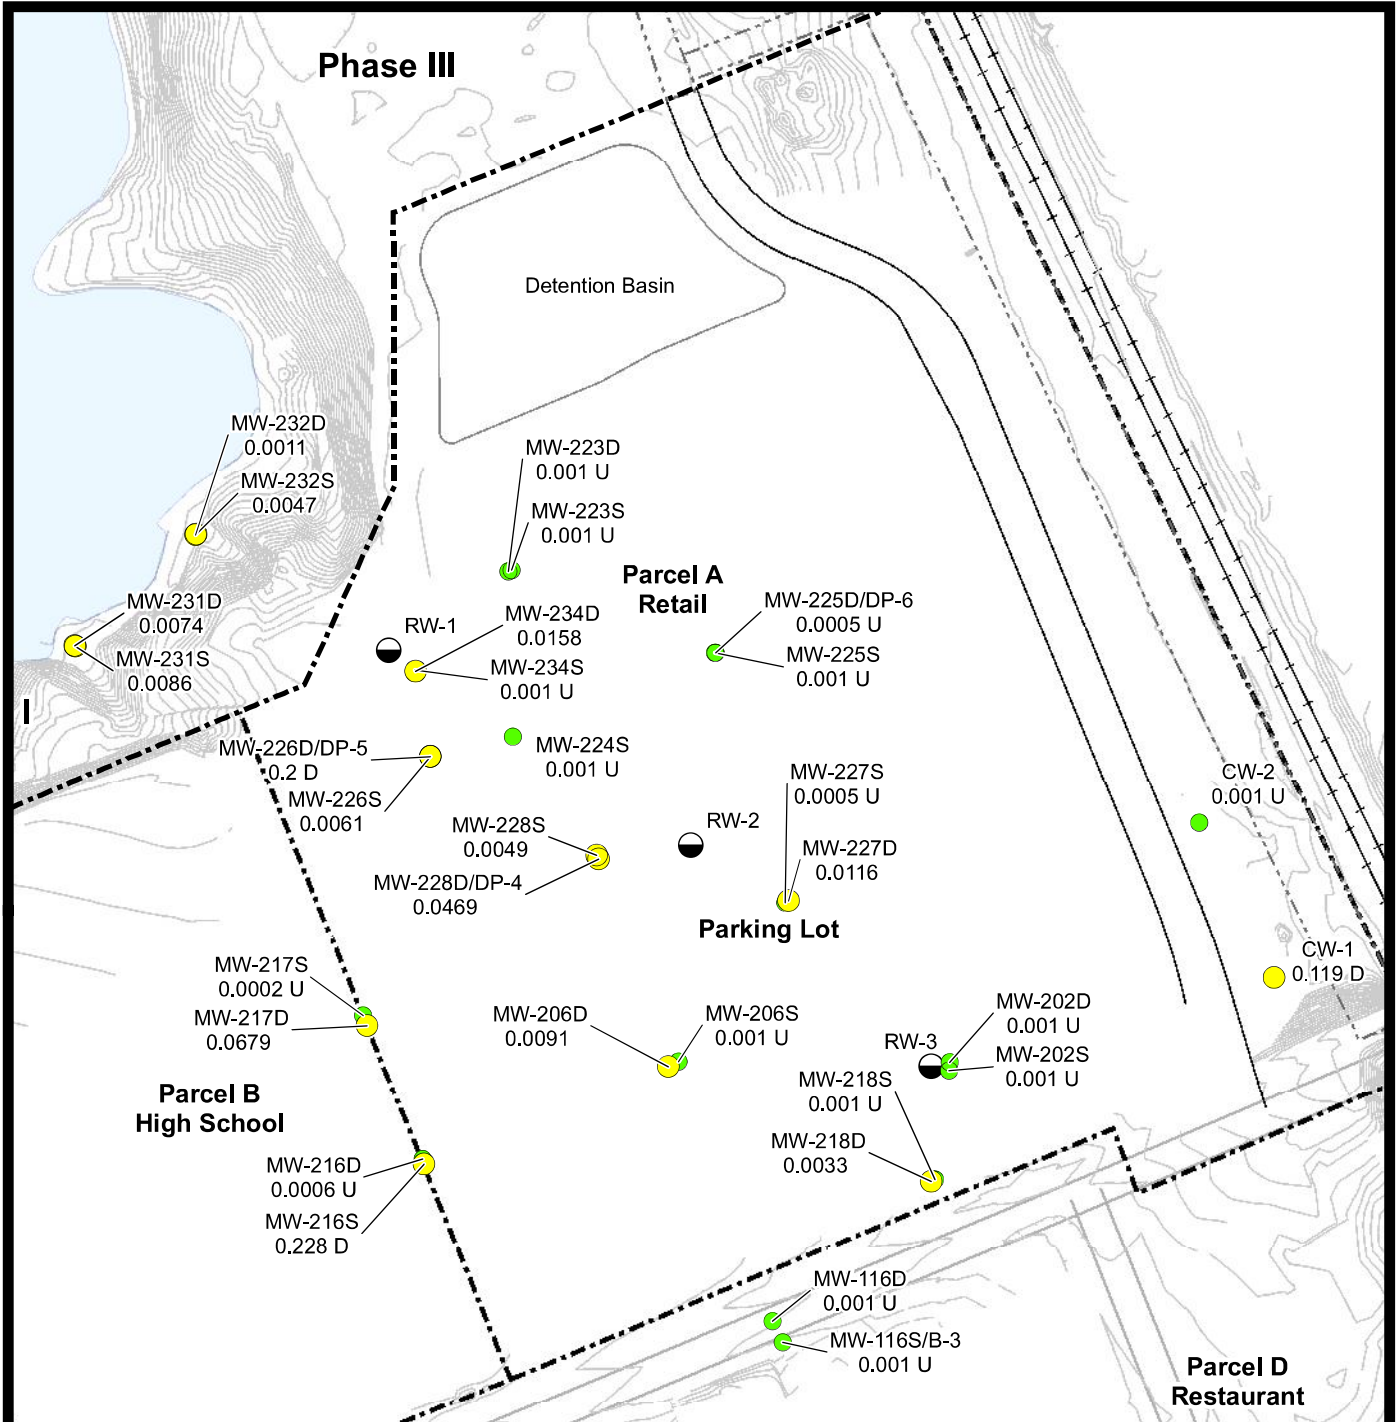 Phase III
Detention Basin
MW-232D
0.0011
MW-232S
0.0047
MW-223D
0.001 U
MW-223S
0.001 U
Parcel A
Retail
MW-231D
0.0074
MW-231S
0.0086
RW-1
MW-234D
0.0158
MW-234S
0.001 U
MW-225D/DP-6
0.0005 U
MW-225S
0.001 U
I
MW-226D/DP-5
0.2 D
MW-226S
0.0061
MW-224S
0.001 U
MW-227S
0.0005 U
CW-2
0.001 U
MW-228S
0.0049
MW-228D/DP-4
0.0469
RW-2
MW-227D
0.0116
Parking Lot
CW-1
0.119 D
MW-217S
0.0002 U
MW-217D
0.0679
MW-206D
0.0091
MW-206S
0.001 U
MW-202D
0.001 U
RW-3
MW-202S
0.001 U
MW-218S
0.001 U
MW-218D
0.0033
Parcel B
High School
MW-216D
0.0006 U
MW-216S
0.228 D
MW-116D
0.001 U
MW-116S/B-3
0.001 U
Parcel D
Restaurant